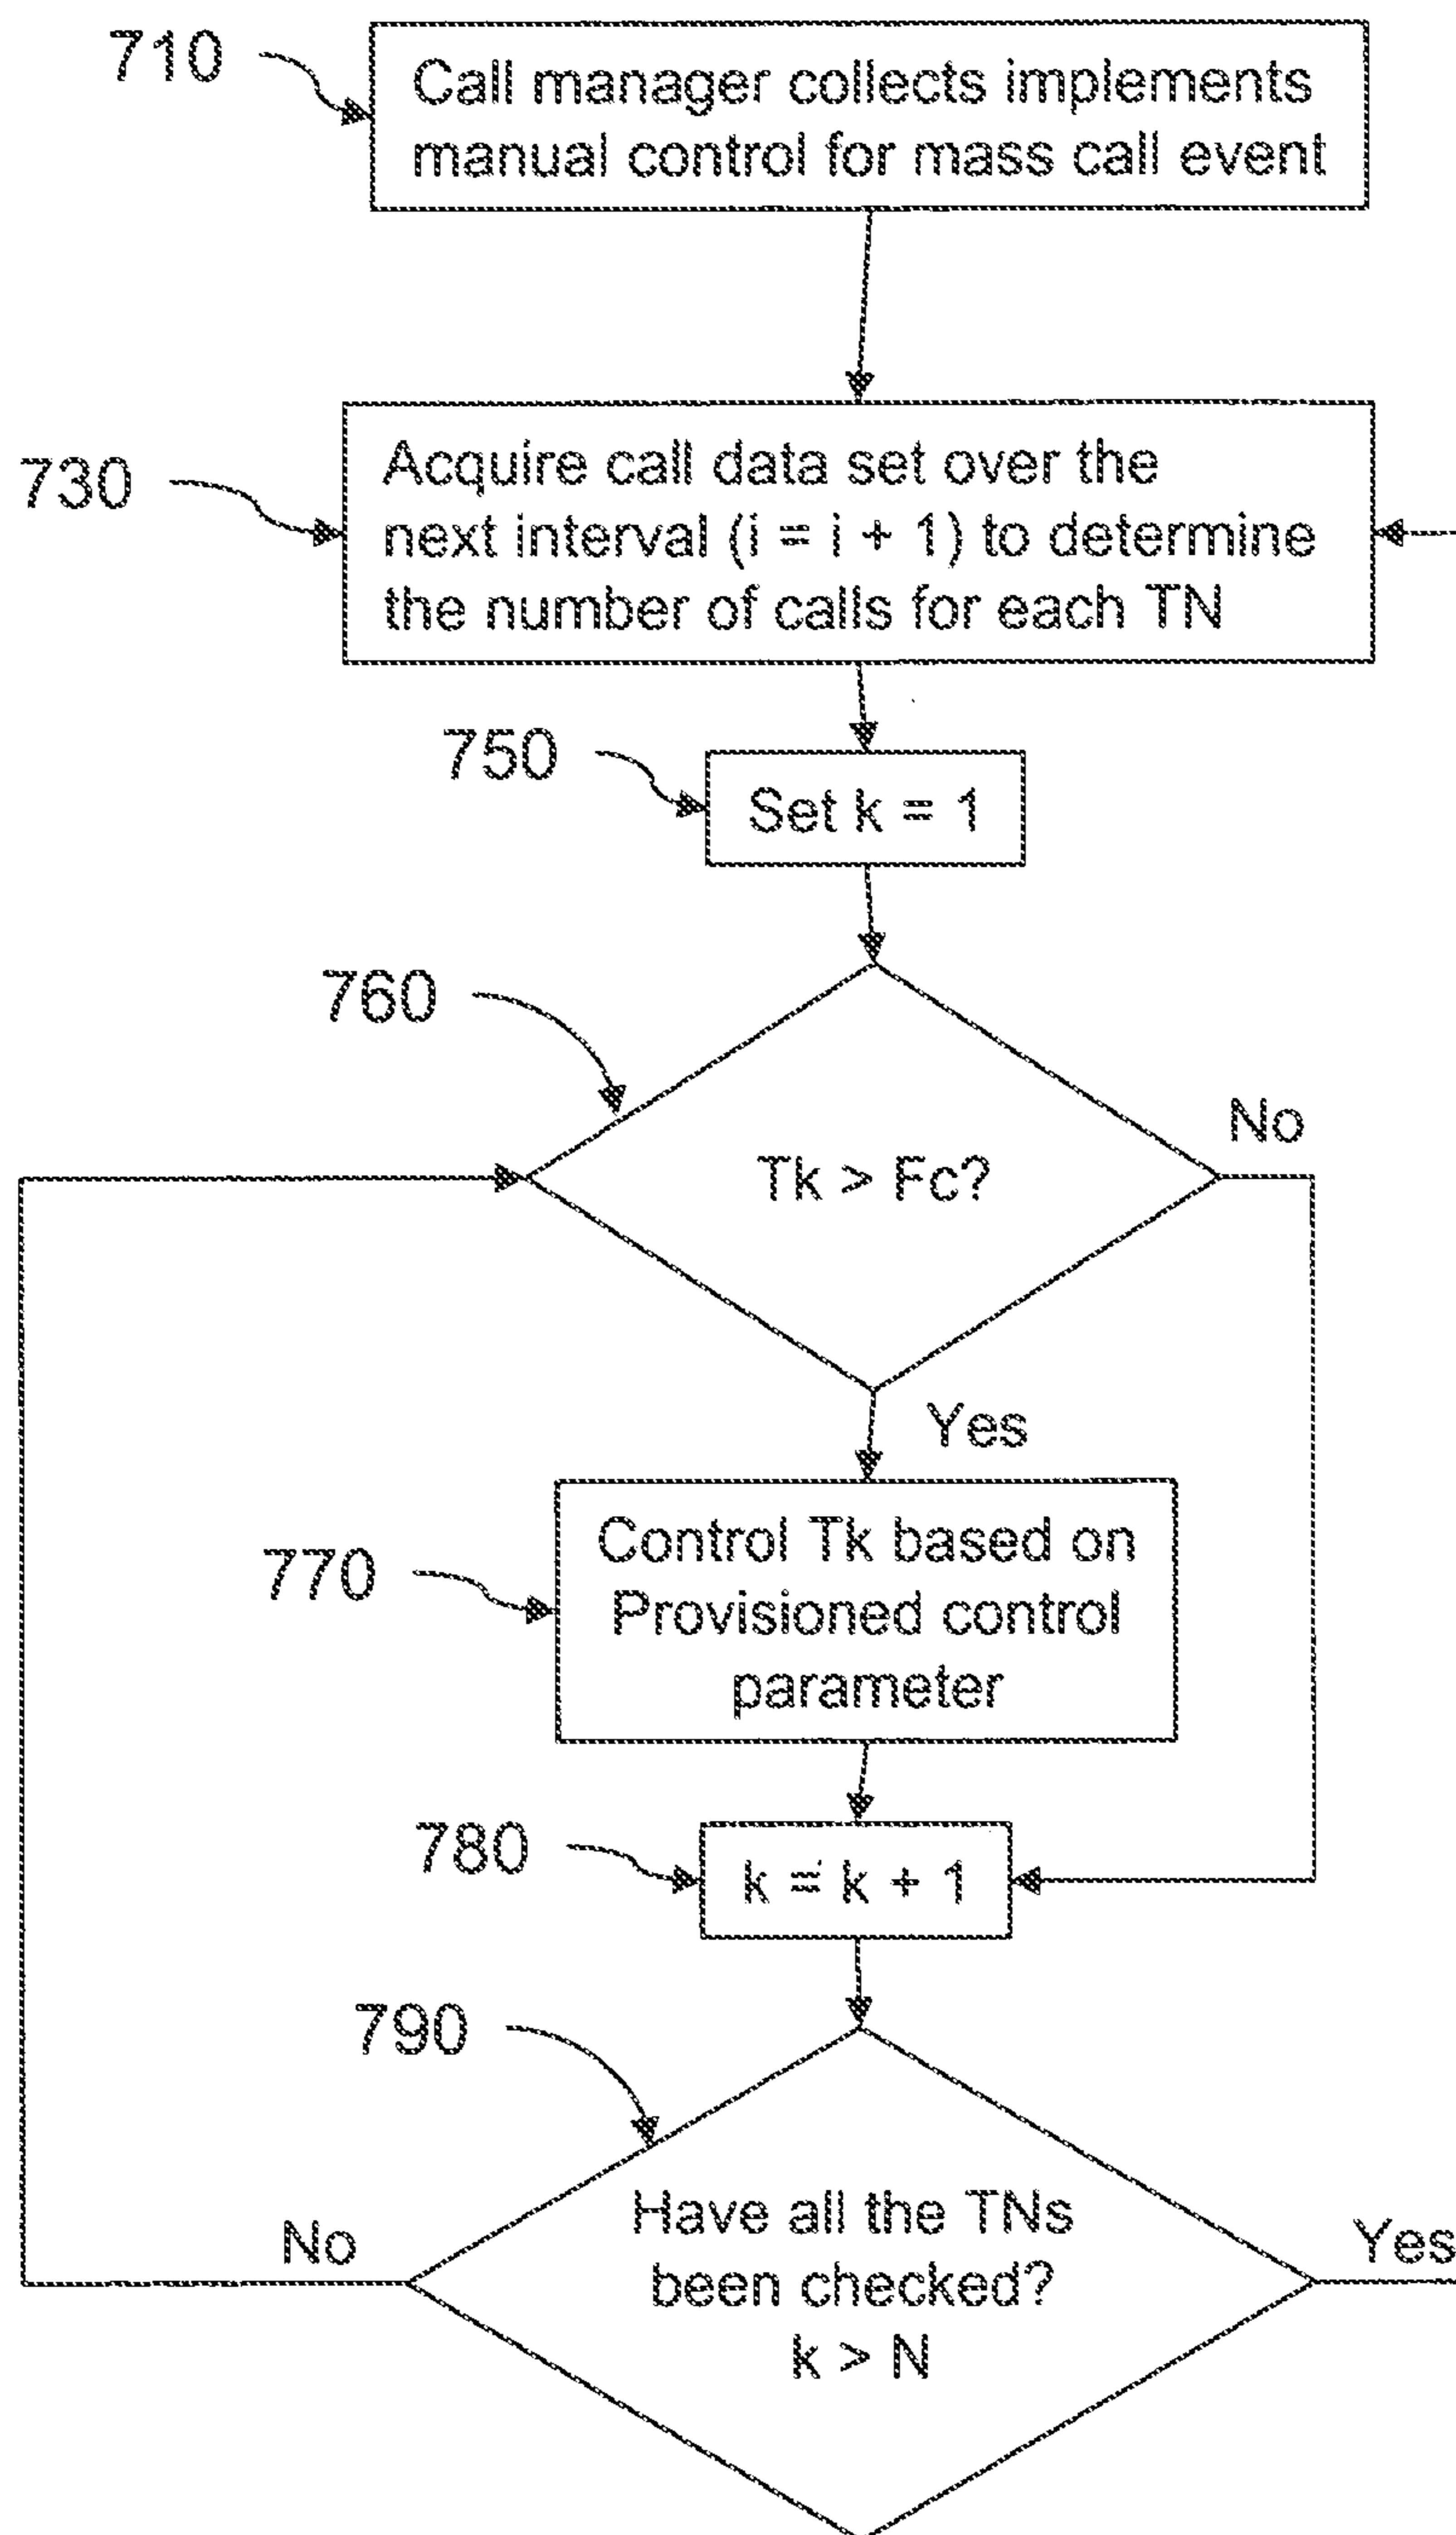 710
Call manager collects implements
manual control for mass call event
730
Acquire call data set over the
next interval (i = i + 1) to determine
the number of calls for each TN
750
Set k = 1
760
Tk > Fc?
No
Yes
770
Control Tk based on
Provisioned control
parameter
780
k = k + 1
790
Have all the TNs
been checked?
k > N
No
Yes